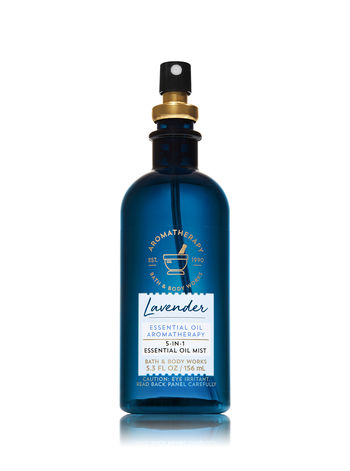 AROMATHERAPY
EST. 1990
BATH & BODY WORKS
Lavender
ESSENTIAL OIL
AROMATHERAPY
5-IN-1
ESSENTIAL OIL MIST
BATH & BODY WORKS
5.3 FL OZ / 156 mL
CAUTION: EYE IRRITANT.
READ BACK PANEL CAREFULLY.